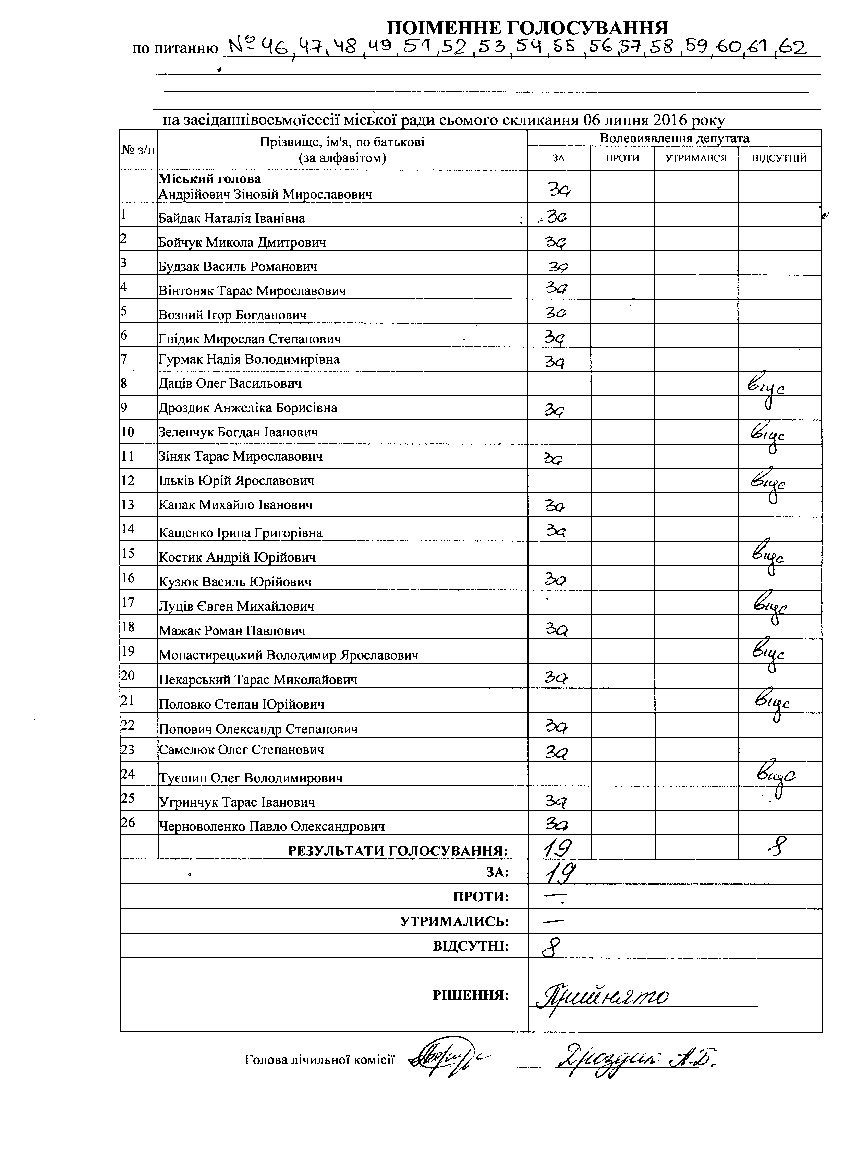 ПОІМЕННЕ ГОЛОСУВАННЯ
по питанню № 46, 47, 48, 49, 51, 52, 53, 54, 55, 56, 57, 58, 59, 60, 61, 62
на засіданнівосьмоїсесії міської ради сьомого скликання 06 липня 2016 року
№ з/п Прізвище, ім'я, по батькові (за алфавітом) Волевиявлення депутата
ЗА ПРОТИ УТРИМАВСЯ ВІДСУТНІЙ
Міський голова
Андрійович Зіновій Мирославович за
1 Байдак Наталія Іванівна за
2 Бойчук Микола Дмитрович за
3 Будзак Василь Романович за
4 Вінтоняк Тарас Мирославович за
5 Возний Ігор Богданович за
6 Гнідик Мирослав Степанович за
7 Гурмак Надія Володимирівна за
8 Даців Олег Васильович відс
9 Дроздик Анжеліка Борисівна за
10 Зеленчук Богдан Іванович відс
11 Зіняк Тарас Мирославович за
12 Ільків Юрій Ярославович відс
13 Капак Михайло Іванович за
14 Кащенко Ірина Григорівна за
15 Костик Андрій Юрійович відс
16 Кузюк Василь Юрійович за
17 Луців Євген Михайлович відс
18 Мажак Роман Павлович за
19 Монастирецький Володимир Ярославович відс
20 Пекарський Тарас Миколайович за
21 Половко Степан Юрійович відс
22 Попович Олександр Степанович за
23 Самелюк Олег Степанович за
24 Олег Володимирович відс
25 Угринчук Тарас Іванович за
26 Черноволенко Павло Олександрович за
РЕЗУЛЬТАТИ ГОЛОСУВАННЯ: 19 8
ЗА: 19
ПРОТИ: —
УТРИМАЛИСЬ: —
ВІДСУТНІ: 8
РІШЕННЯ: Прийнято
Голова лічильної комісії Дроздик А.Б.